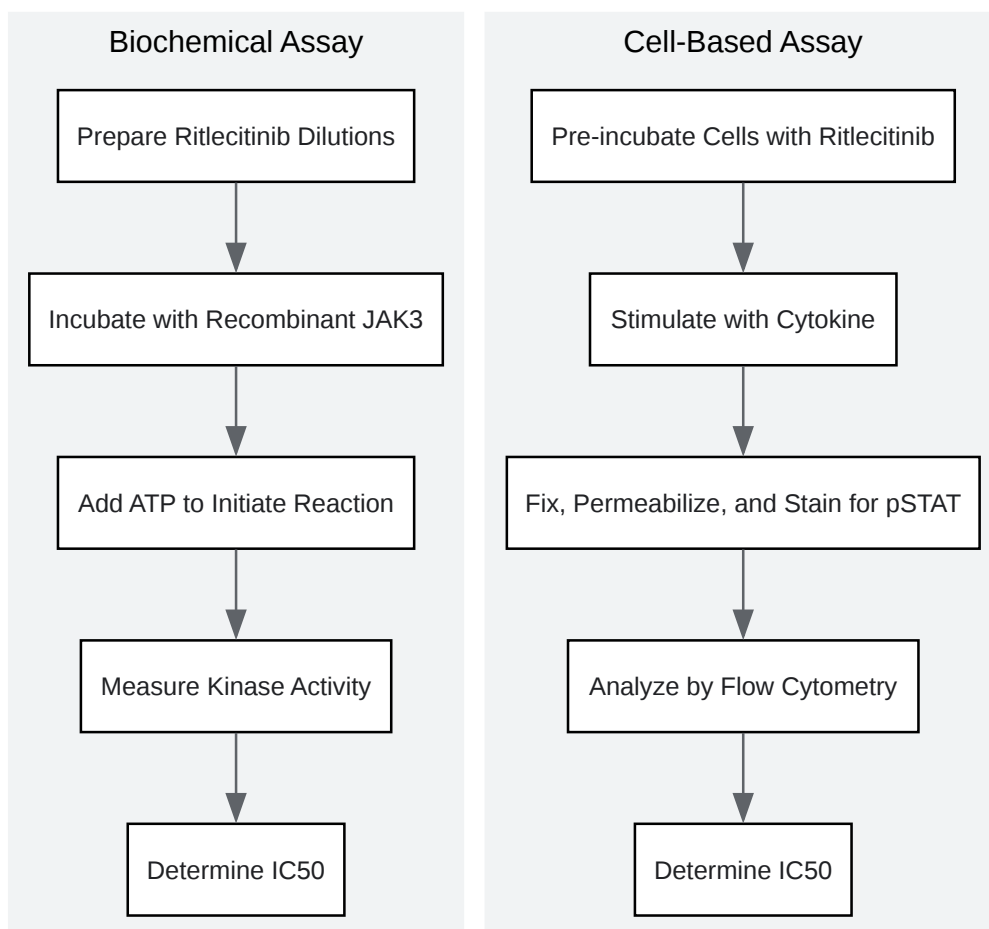 Biochemical Assay
Prepare Ritlecitinib Dilutions
Incubate with Recombinant JAK3
Add ATP to Initiate Reaction
Measure Kinase Activity
Determine IC50
Cell-Based Assay
Pre-incubate Cells with Ritlecitinib
Stimulate with Cytokine
Fix, Permeabilize, and Stain for pSTAT
Analyze by Flow Cytometry
Determine IC50